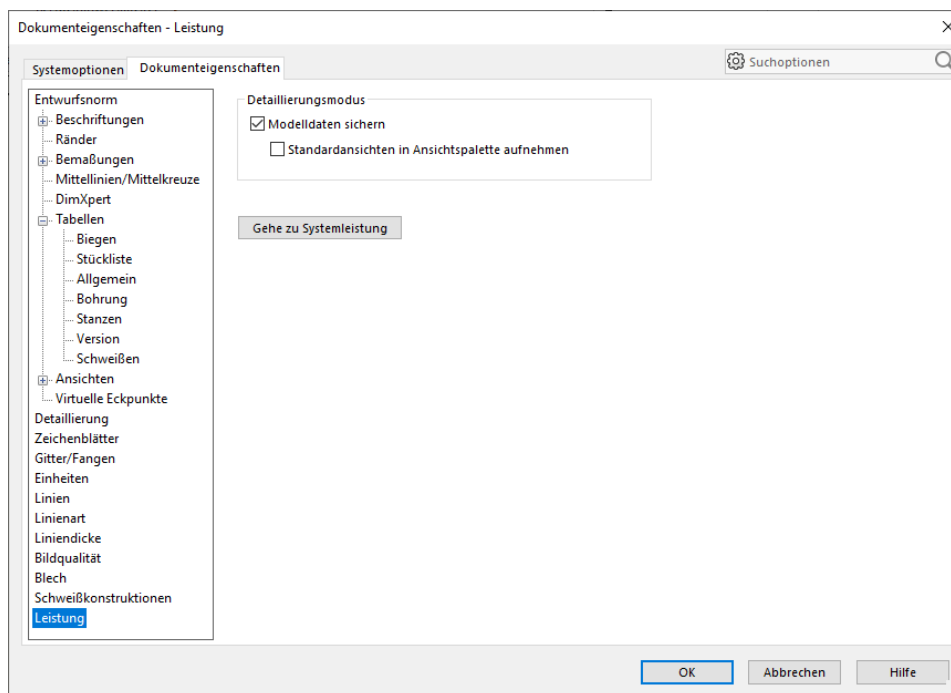 Dokumenteigenschaften - Leistung
Systemoptionen
Dokumenteigenschaften
Suchoptionen
Entwurfsnorm
Beschriftungen
Ränder
Bemaßungen
Mittellinien/Mittelkreuze
DimXpert
Tabellen
Biegen
Stückliste
Allgemein
Bohrung
Stanzen
Version
Schweißen
Ansichten
Virtuelle Eckpunkte
Detaillierung
Zeichenblätter
Gitter/Fangen
Einheiten
Linien
Linienart
Liniendicke
Bildqualität
Blech
Schweißkonstruktionen
Leistung
Detaillierungsmodus
Modelldaten sichern
Standardansichten in Ansichtspalette aufnehmen
Gehe zu Systemleistung
OK
Abbrechen
Hilfe